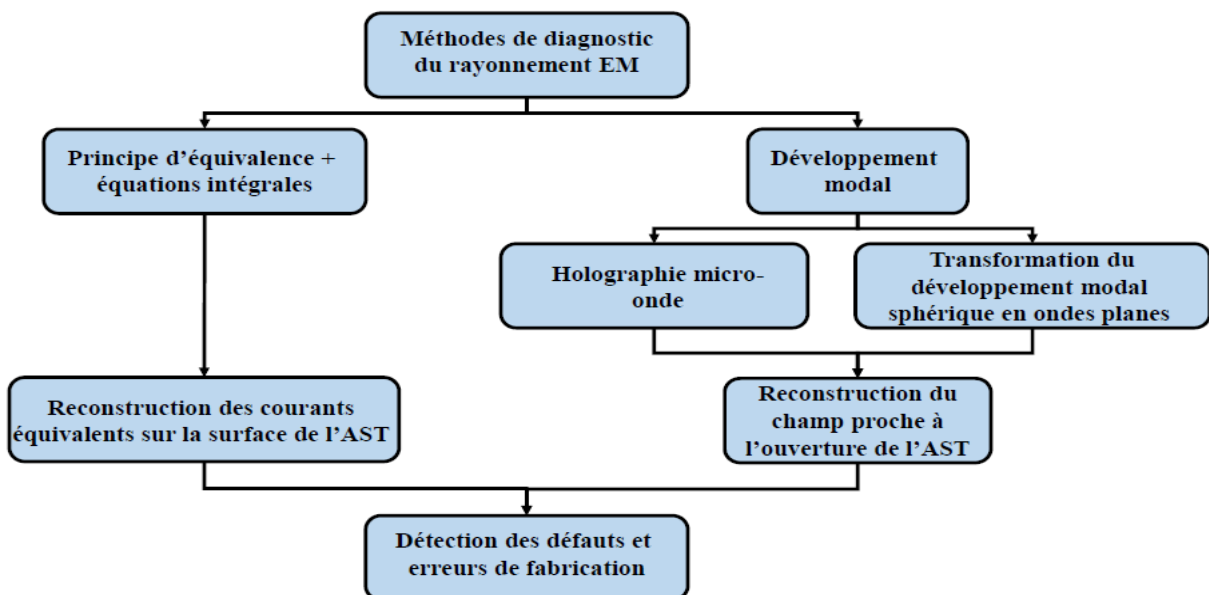 Méthodes de diagnostic
du rayonnement EM
Principe d'équivalence +
équations intégrales
Développement
modal
Holographie micro-
onde
Transformation du
développement modal
sphérique en ondes planes
Reconstruction des courants
équivalents sur la surface de l'AST
Reconstruction du
champ proche à
l'ouverture de l'AST
Détection des défauts et
erreurs de fabrication